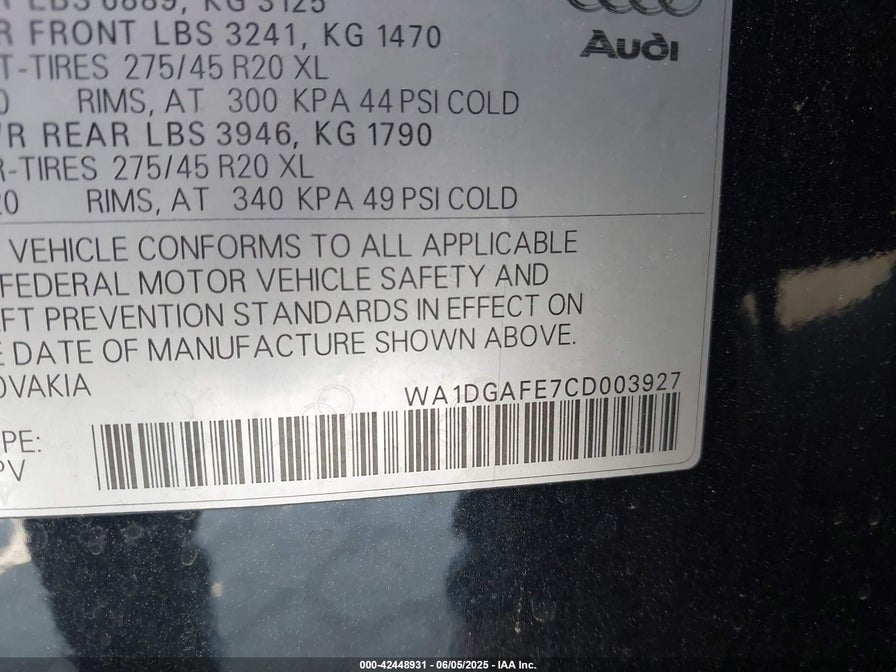 LBS 6889, KG 3125
Audi
R FRONT LBS 3241, KG 1470
T-TIRES 275/45 R20 XL
0 RIMS, AT 300 KPA 44 PSI COLD
/R REAR LBS 3946, KG 1790
R-TIRES 275/45 R20 XL
20 RIMS, AT 340 KPA 49 PSI COLD
VEHICLE CONFORMS TO ALL APPLICABLE
FEDERAL MOTOR VEHICLE SAFETY AND
FT PREVENTION STANDARDS IN EFFECT ON
E DATE OF MANUFACTURE SHOWN ABOVE.
OVAKIA
WA1DGAFE7CD003927
PE:
PV
000-42448931 - 06/05/2025 - IAA Inc.